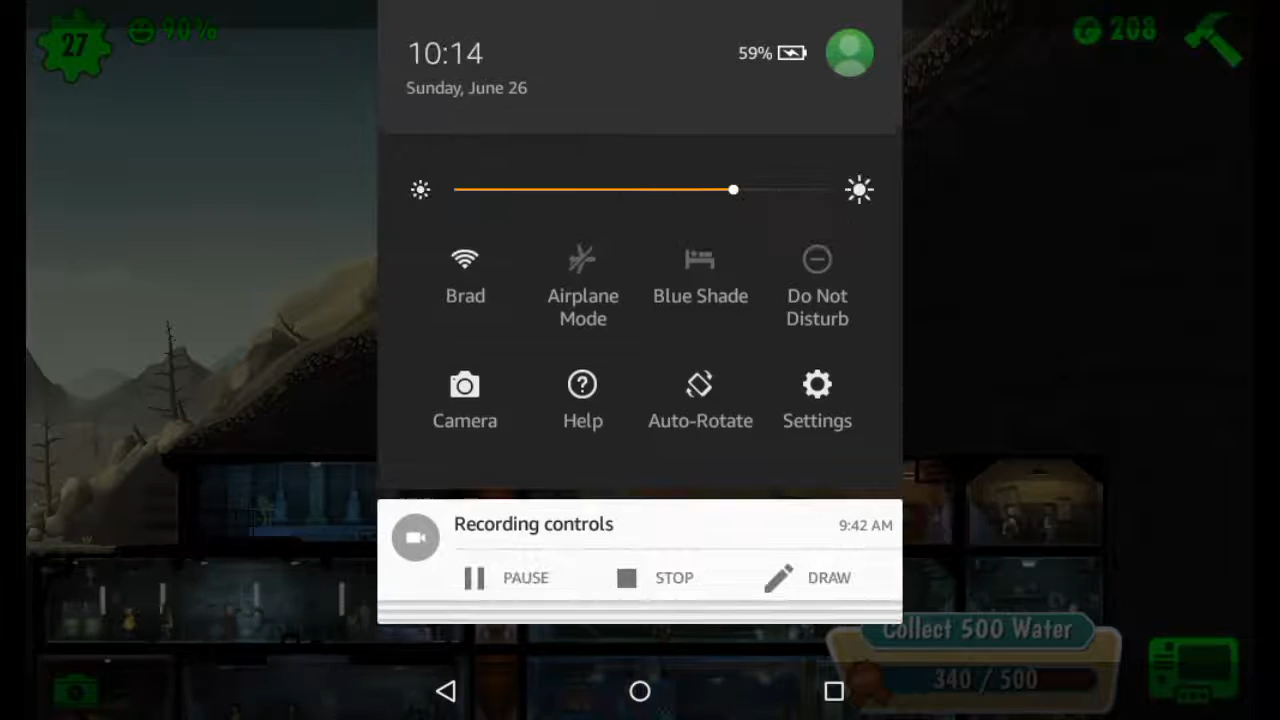 27
90%
208
10:14
59%
Sunday, June 26
Brad
Airplane
Mode
Blue Shade
Do Not
Disturb
Camera
Help
Auto-Rotate
Settings
Recording controls
9:42 AM
PAUSE
STOP
DRAW
Collect 500 Water
340 / 500